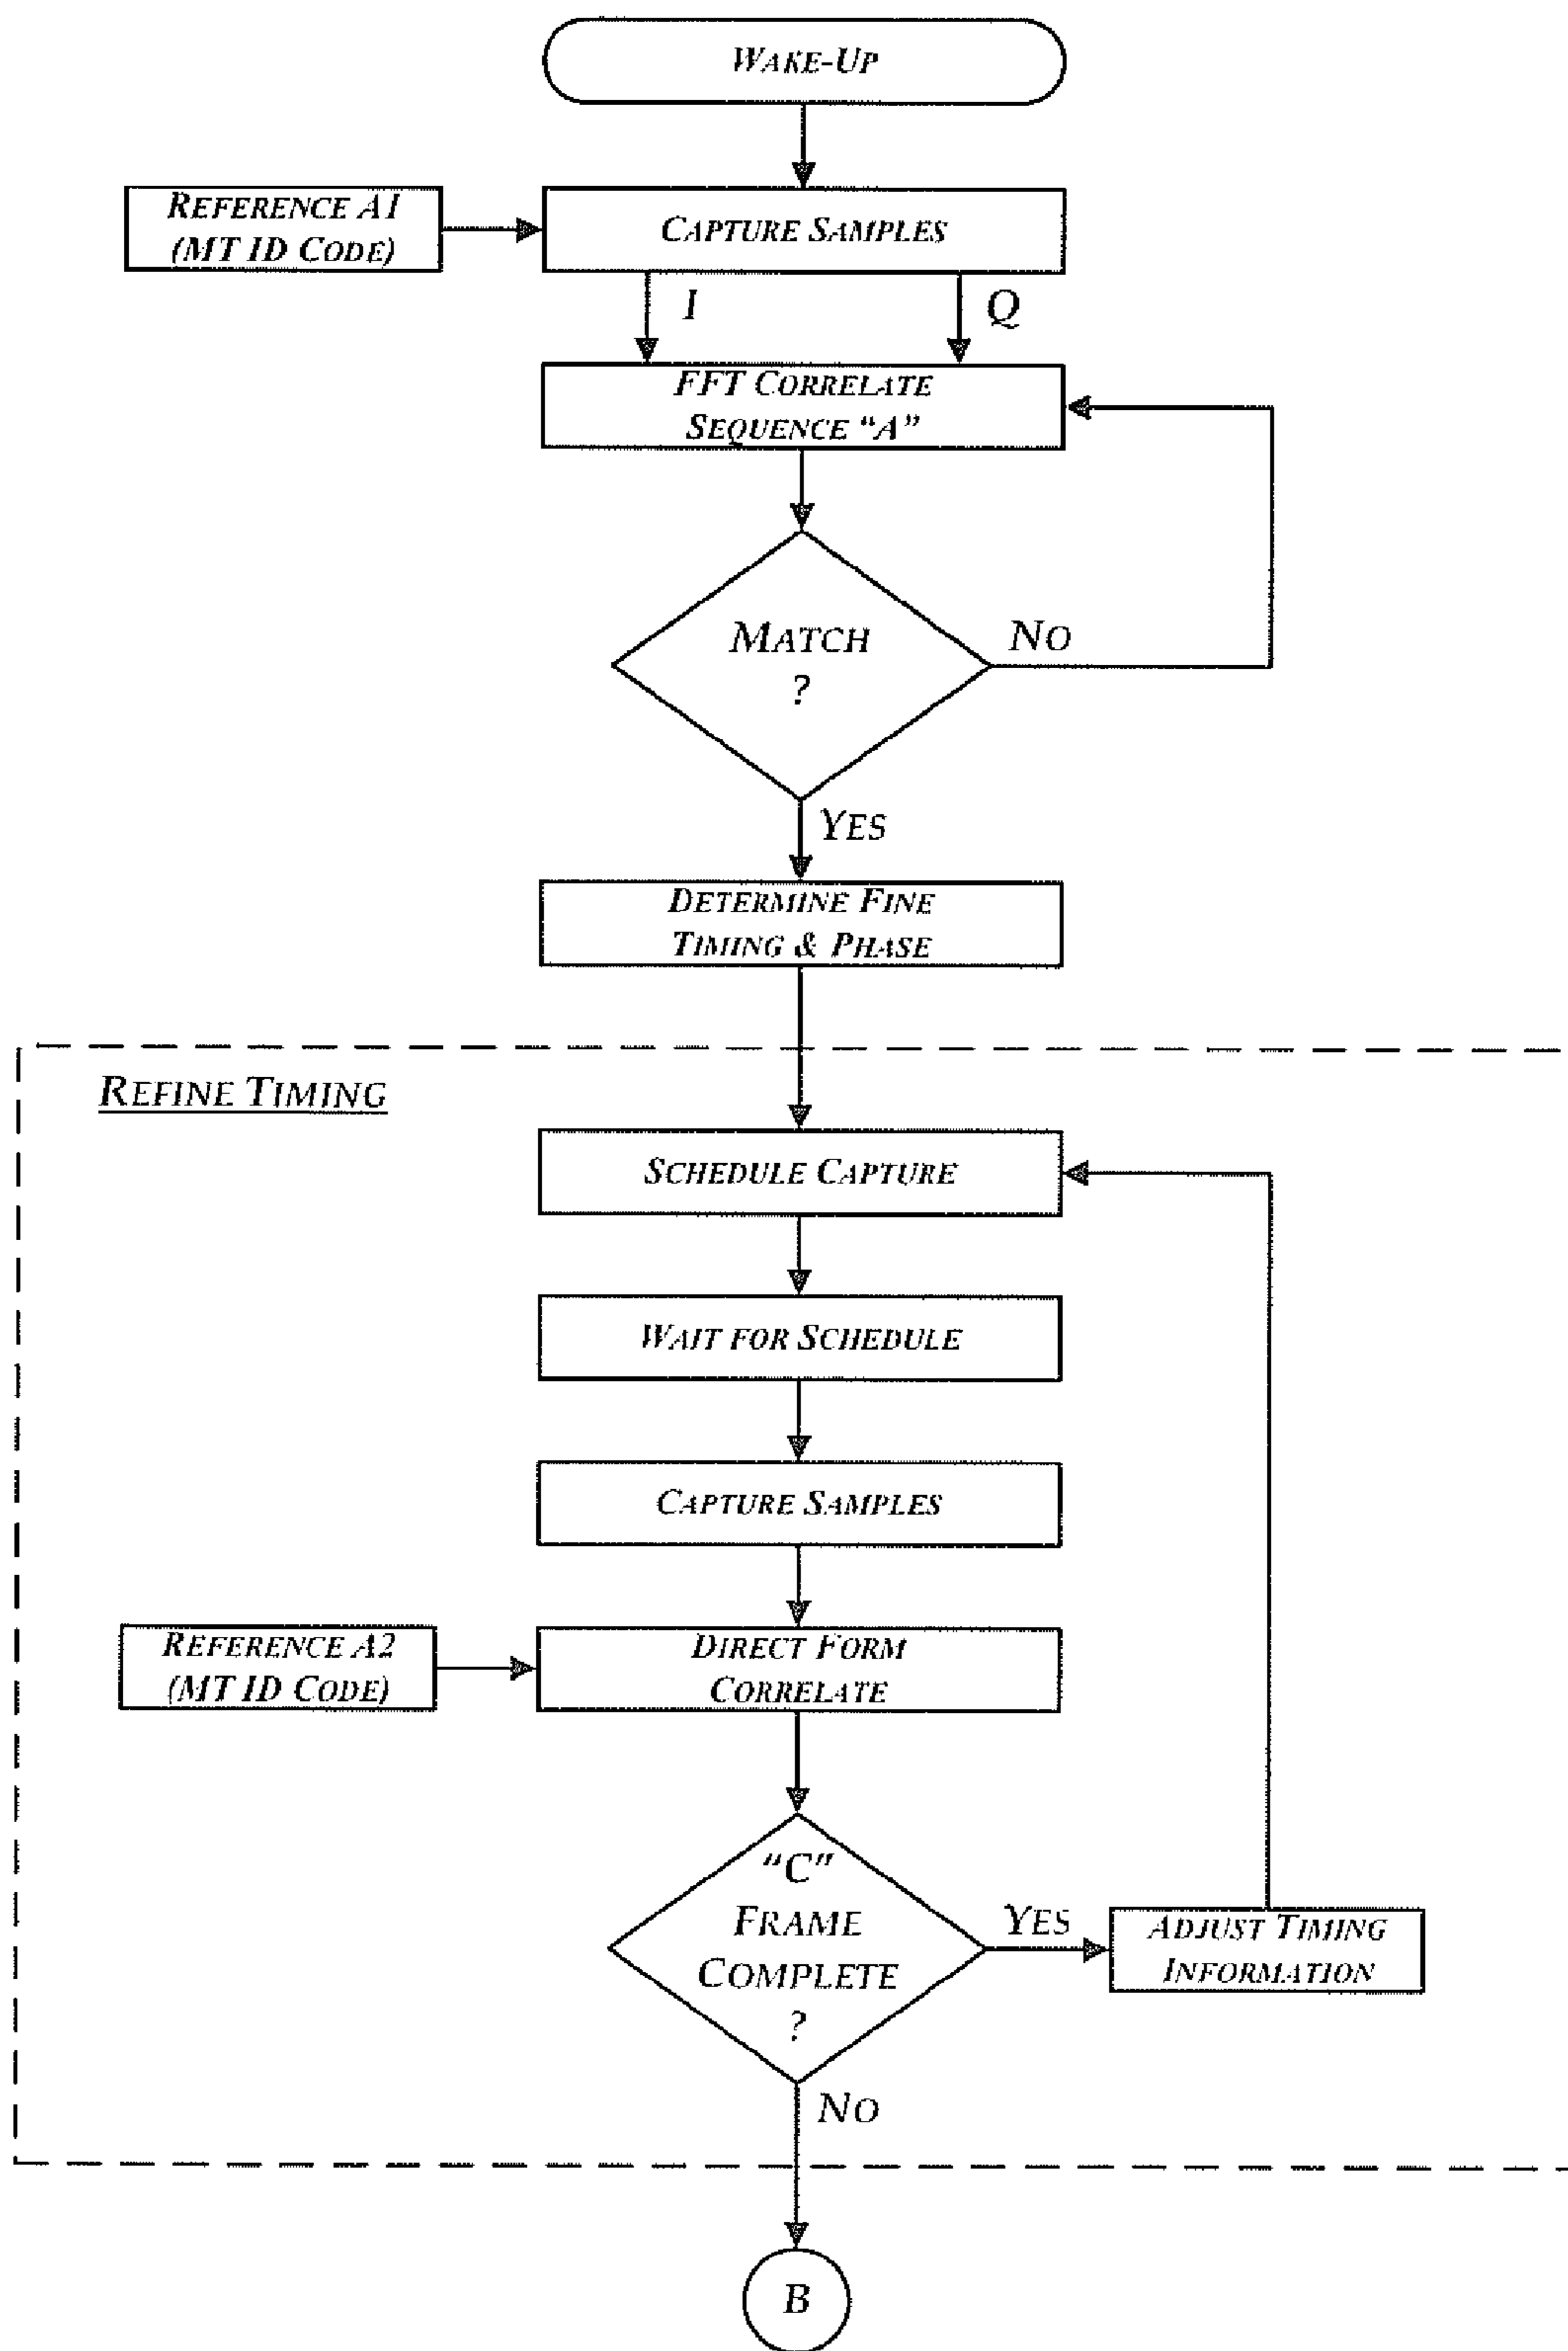 WAKE-UP
REFERENCE A1
(MT ID CODE)
CAPTURE SAMPLES
I
Q
FFT CORRELATE
SEQUENCE "A"
MATCH
?
NO
YES
DETERMINE FINE
TIMING & PHASE
REFINE TIMING
SCHEDULE CAPTURE
WAIT FOR SCHEDULE
CAPTURE SAMPLES
REFERENCE A2
(MT ID CODE)
DIRECT FORM
CORRELATE
"C"
FRAME
COMPLETE
?
YES
ADJUST TIMING
INFORMATION
NO
B